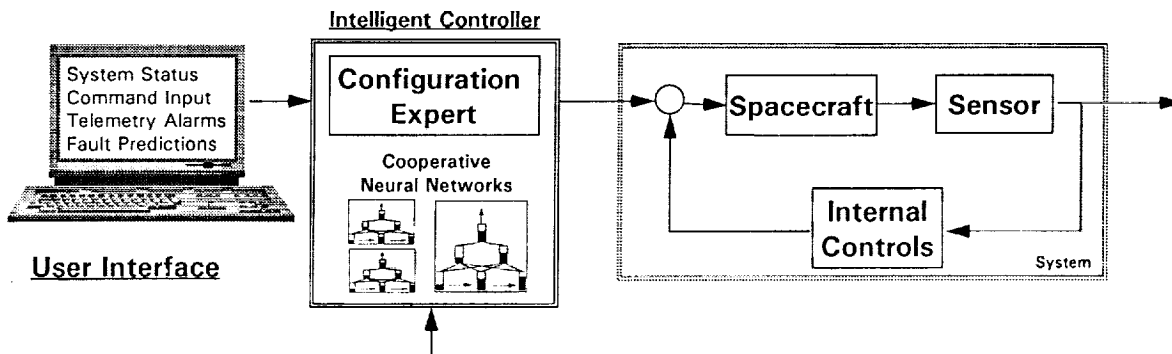 Intelligent Controller
System Status
Command Input
Telemetry Alarms
Fault Predictions
User Interface
Configuration
Expert
Cooperative
Neural Networks
Spacecraft
Sensor
Internal
Controls
System